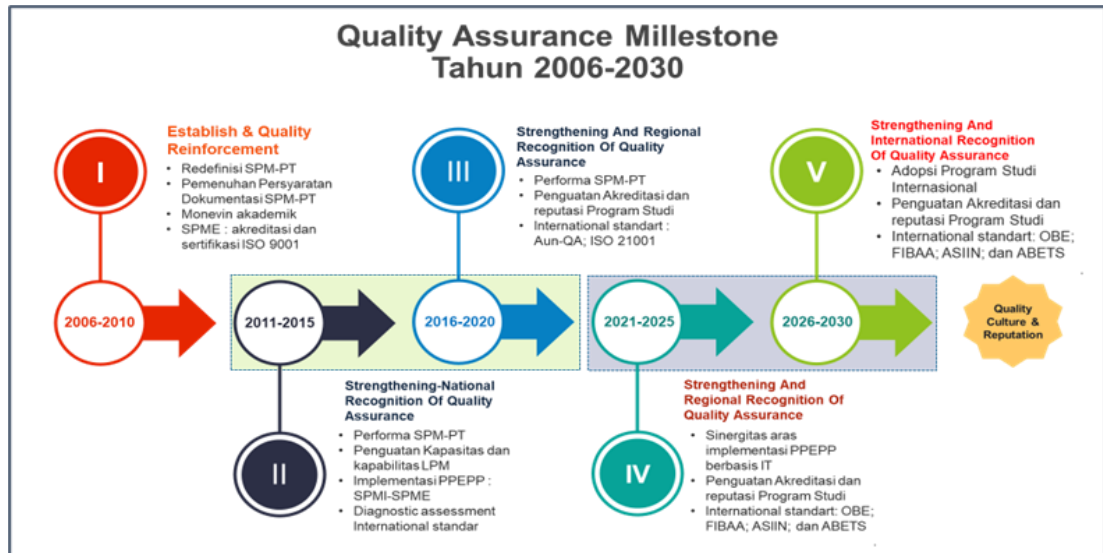 Quality Assurance Millestone
Tahun 2006-2030
I
Establish & Quality
Reinforcement
• Redefinisi SPM-PT
• Pemenuhan Persyaratan
Dokumentasi SPM-PT
• Monevin akademik
• SPME : akreditasi dan
sertifikasi ISO 9001
III
Strengthening And Regional
Recognition Of Quality
Assurance
• Performa SPM-PT
• Penguatan Akreditasi dan
reputasi Program Studi
• International standart :
Aun-QA; ISO 21001
V
Strengthening And
International Recognition
Of Quality Assurance
• Adopsi Program Studi
Internasional
• Penguatan Akreditasi dan
reputasi Program Studi
• International standart: OBE;
FIBAA; ASIIN; dan ABETS
2006-2010
2011-2015
2016-2020
2021-2025
2026-2030
Quality
Culture &
Reputation
II
Strengthening-National
Recognition Of Quality
Assurance
• Performa SPM-PT
• Penguatan Kapasitas dan
kapabilitas LPM
• Implementasi PPEPP :
SPMI-SPME
• Diagnostic assessment
International standar
IV
Strengthening And
Regional Recognition Of
Quality Assurance
• Sinergitas aras
implementasi PPEPP
berbasis IT
• Penguatan Akreditasi dan
reputasi Program Studi
• International standart: OBE;
FIBAA; ASIIN; dan ABETS